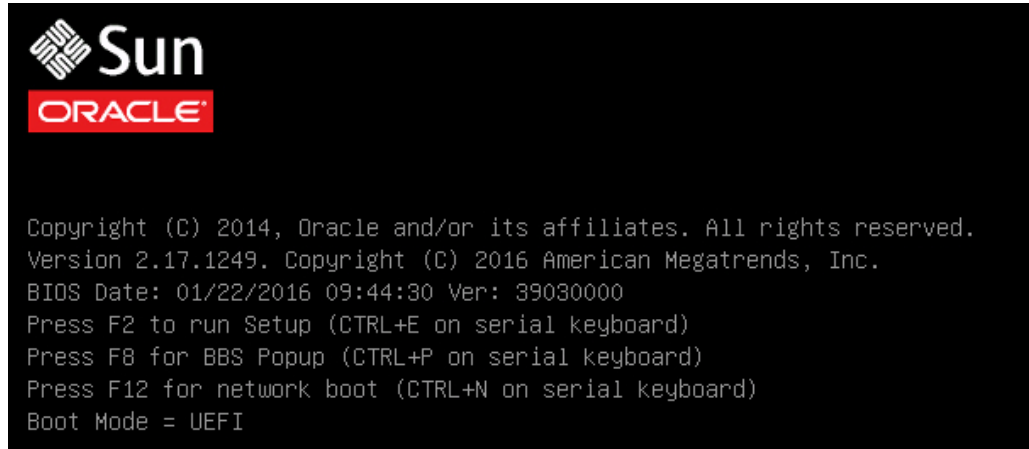 Sun
ORACLE
Copyright (C) 2014, Oracle and/or its affiliates. All rights reserved.
Version 2.17.1249. Copyright (C) 2016 American Megatrends, Inc.
BIOS Date: 01/22/2016 09:44:30 Ver: 39030000
Press F2 to run Setup (CTRL+E on serial keyboard)
Press F8 for BBS Popup (CTRL+P on serial keyboard)
Press F12 for network boot (CTRL+N on serial keyboard)
Boot Mode = UEFI